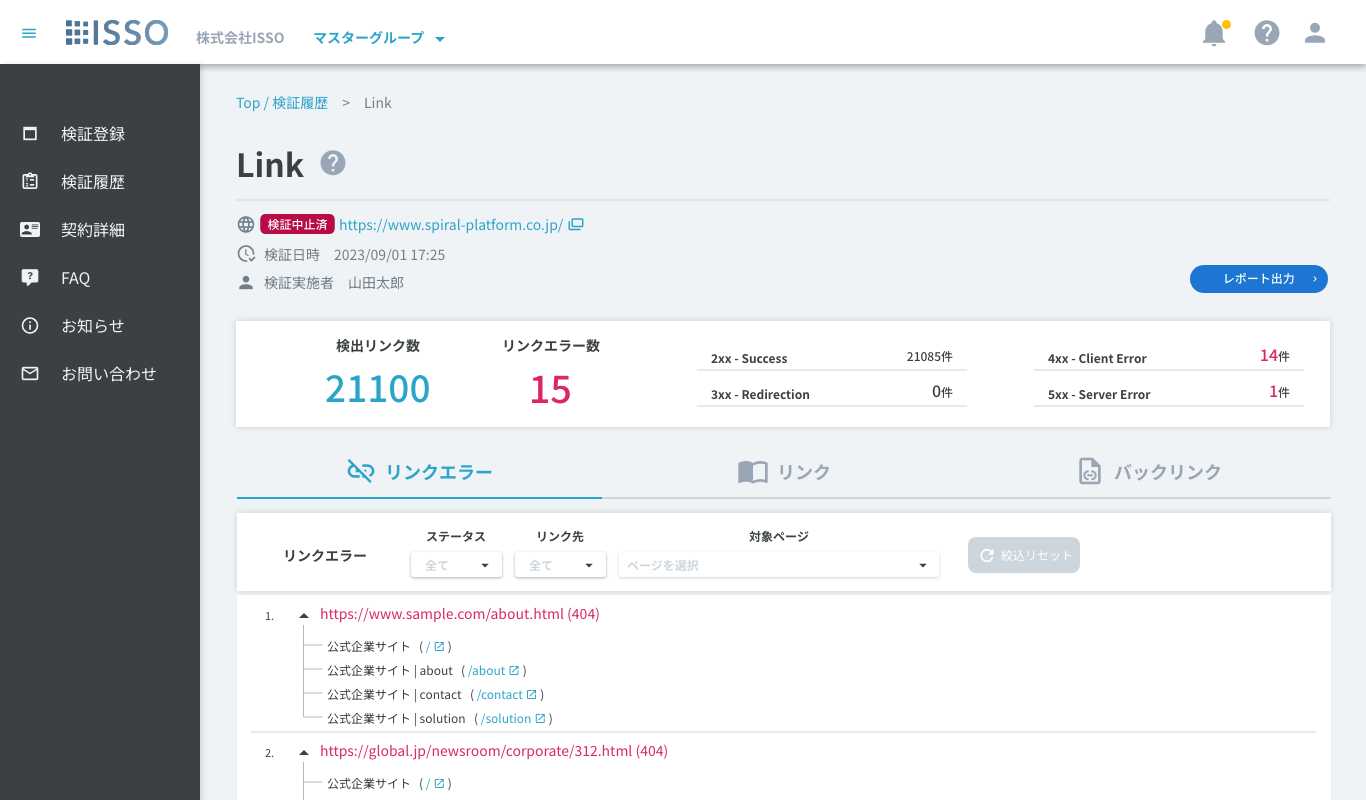 ISSO 株式会社ISSO マスターグループ
検証登録
検証履歴
契約詳細
FAQ
お知らせ
お問い合わせ
Top / 検証履歴 > Link
Link
検証中止済 https://www.spiral-platform.co.jp/
検証日時 2023/09/01 17:25
検証実施者 山田太郎
レポート出力 ›
検出リンク数
21100
リンクエラー数
15
2xx - Success 21085件
3xx - Redirection 0件
4xx - Client Error 14件
5xx - Server Error 1件
リンクエラー
リンク
バックリンク
リンクエラー
ステータス
全て
リンク先
全て
対象ページ
ページを選択
絞込リセット
1. https://www.sample.com/about.html (404)
公式企業サイト ( / )
公式企業サイト | about ( /about )
公式企業サイト | contact ( /contact )
公式企業サイト | solution ( /solution )
2. https://global.jp/newsroom/corporate/312.html (404)
公式企業サイト ( / )